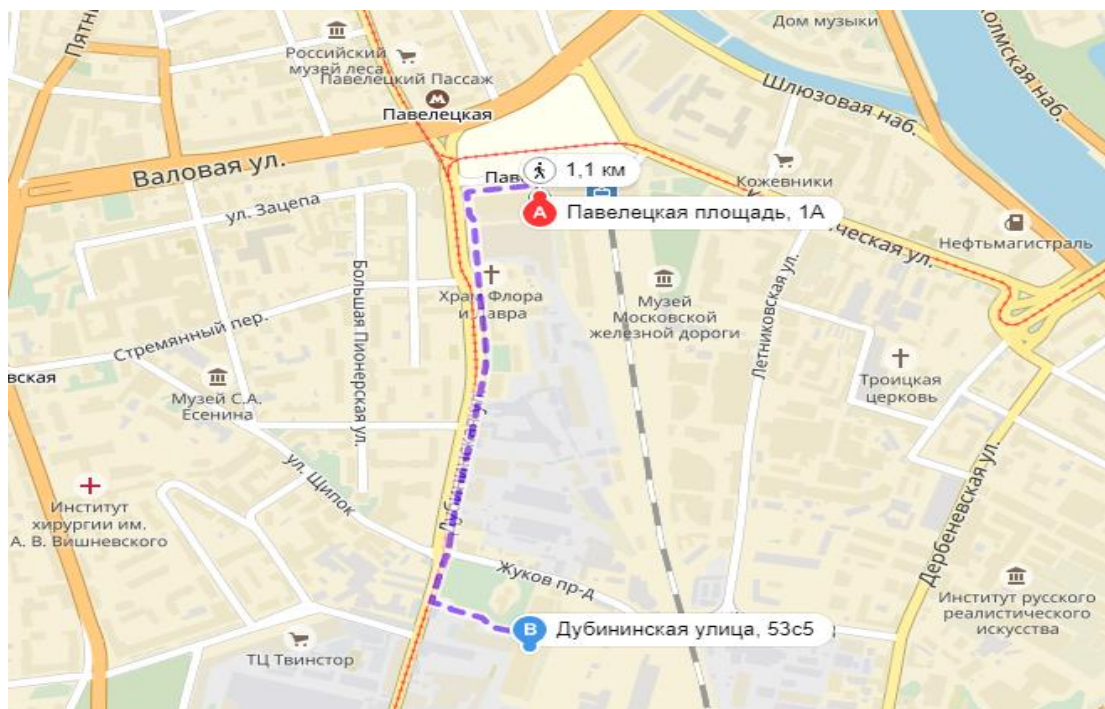 Дом музыки
Российский
музей леса
Павелецкий Пассаж
Шлюзовая наб.
Павелецкая
Валовая ул.
1,1 км
Кожевники
A
Павелецкая площадь, 1А
ул. Зацепа
Нефтьмагистраль
Храм Флора
и Лавра
Большая Пионерская ул.
Музей
Московской
железной дороги
Летниковская ул.
Стремянный пер.
Троицкая
церковь
Музей С.А.
Есенина
ул. Щипок
Дербеневская ул.
Институт
хирургии им.
А. В. Вишневского
Жуков пр-д
Институт русского
реалистического
искусства
B
Дубининская улица, 53с5
ТЦ Твинстор